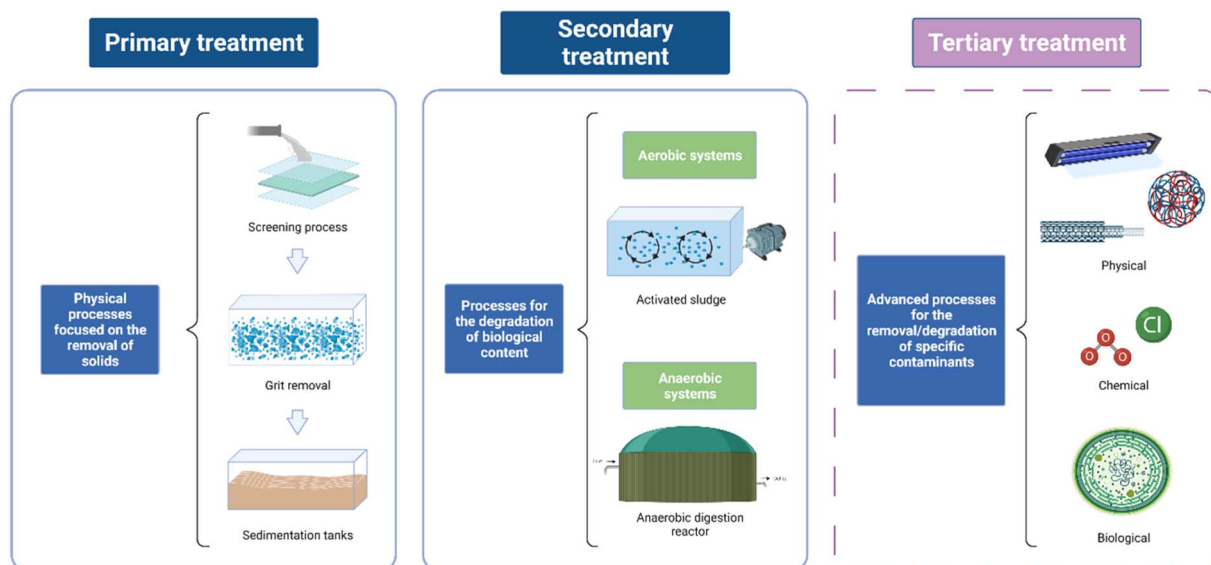 Primary treatment
Physical
processes
focused on the
removal of
solids
Screening process
Grit removal
Sedimentation tanks
Secondary
treatment
Processes for
the degradation
of biological
content
Aerobic systems
Activated sludge
Anaerobic
systems
Anaerobic digestion
reactor
Tertiary treatment
Advanced processes
for the
removal/degradation
of specific
contaminants
Physical
O
O
O
Cl
Chemical
Biological